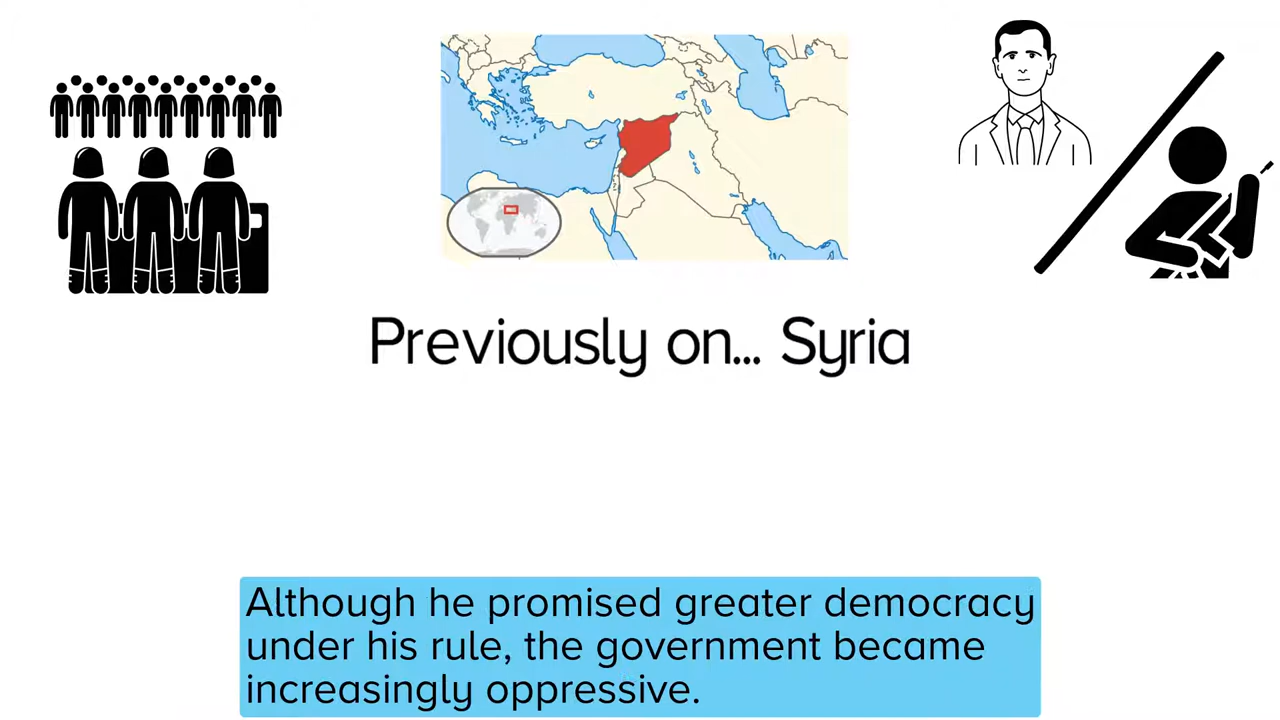 Previously on... Syria
Although he promised greater democracy
under his rule, the government became
increasingly oppressive.